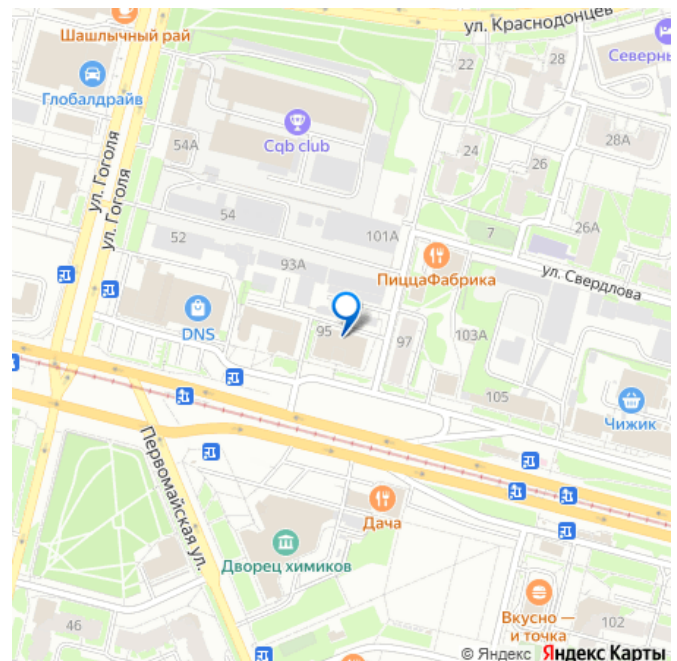 ул. Краснодонцев
Шашлычный рай
22
28
Северны
Глобалдрайв
Cqb club
54А
28А
24
26
ул. Гоголя
ул. Гоголя
54
26А
7
52
101А
93А
ПиццаФабрика
ул. Свердлова
DNS
95
97
103А
105
Чижик
Первомайская ул.
Дача
Дворец химиков
46
Вкусно —
и точка
102
© Яндекс Яндекс Карты